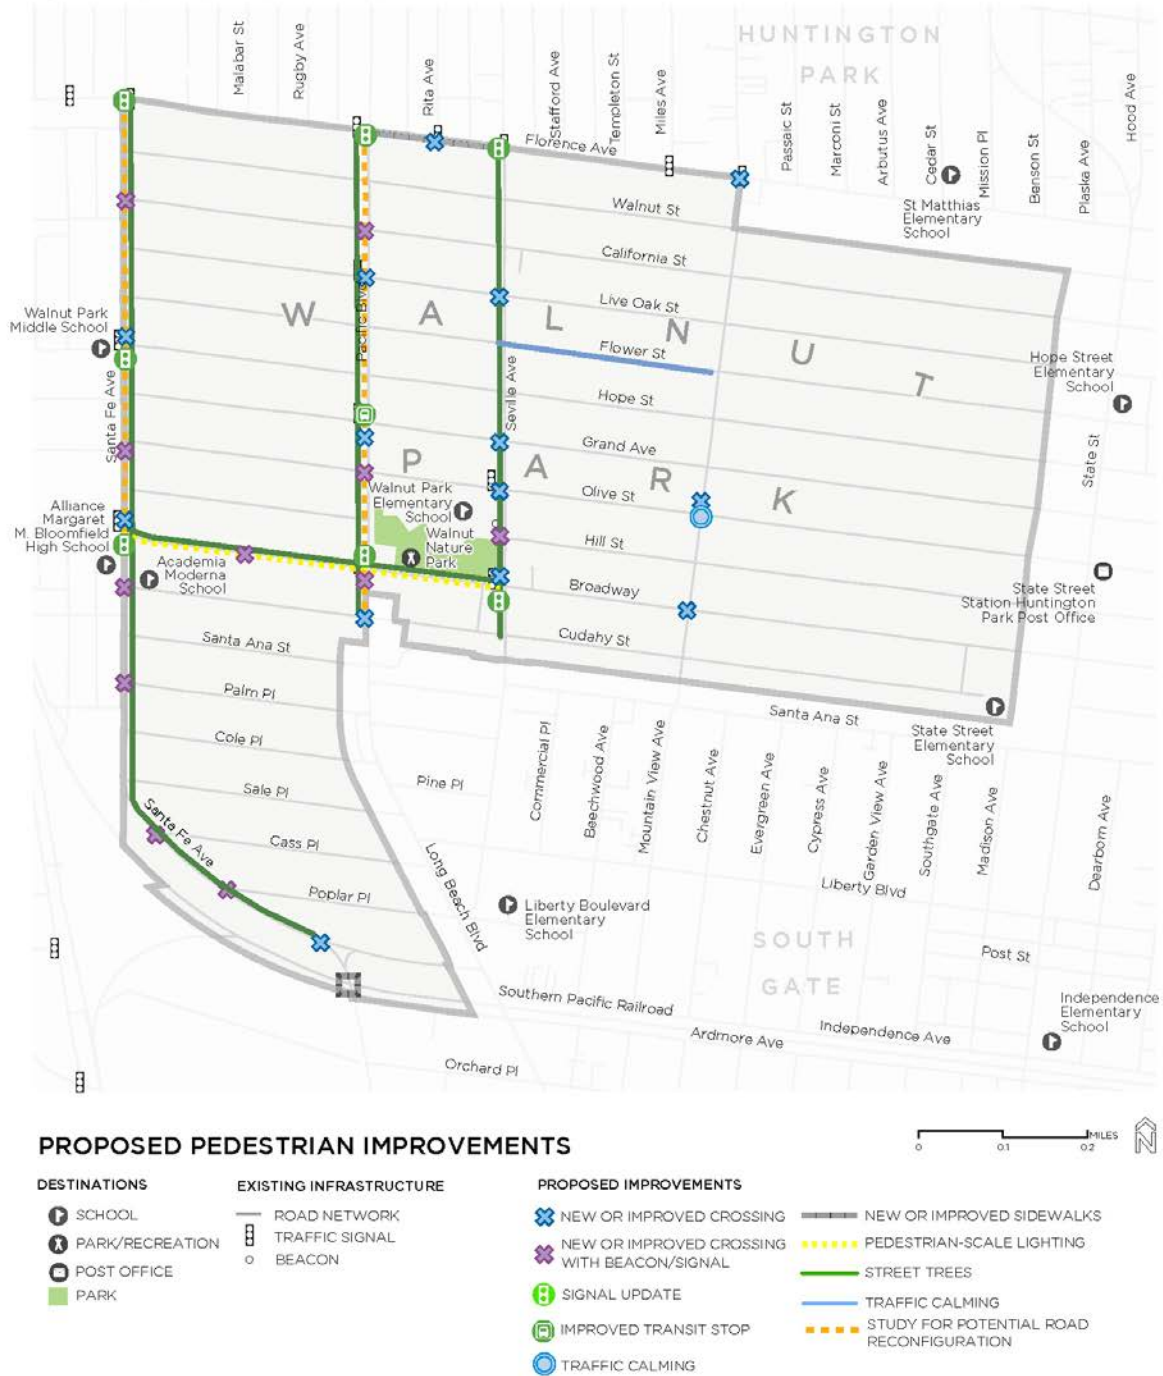 HUNTINGTON
PARK
Malabar St
Rugby Ave
Rita Ave
Stafford Ave
Templeton St
Miles Ave
Passaic St
Marconi St
Arbutus Ave
Cedar St
Mission Pl
Benson St
Plaska Ave
Hood Ave
Florence Ave
St Matthias
Elementary
School
Walnut St
California St
Live Oak St
WALNUT
Flower St
Walnut Park
Middle School
Pacific Blvd
Seville Ave
Santa Fe Ave
Hope Street
Elementary
School
Hope St
Grand Ave
State St
PARK
Olive St
Walnut Park
Elementary
School
Walnut
Nature
Park
Alliance
Margaret
M. Bloomfield
High School
Academia
Moderna
School
Hill St
Broadway
State Street
Station-Huntington
Park Post Office
Cudahy St
Santa Ana St
Palm Pl
Santa Ana St
State Street
Elementary
School
Cole Pl
Sale Pl
Pine Pl
Commercial Pl
Beechwood Ave
Mountain View Ave
Chestnut Ave
Evergreen Ave
Cypress Ave
Garden View Ave
Southgate Ave
Madison Ave
Dearborn Ave
Santa Fe Ave
Cass Pl
Poplar Pl
Long Beach Blvd
Liberty Blvd
Liberty Boulevard
Elementary
School
SOUTH
GATE
Post St
Southern Pacific Railroad
Ardmore Ave
Independence Ave
Independence
Elementary
School
Orchard Pl
PROPOSED PEDESTRIAN IMPROVEMENTS
0 0.1 0.2 MILES
N
DESTINATIONS
SCHOOL
PARK/RECREATION
POST OFFICE
PARK
EXISTING INFRASTRUCTURE
ROAD NETWORK
TRAFFIC SIGNAL
BEACON
PROPOSED IMPROVEMENTS
NEW OR IMPROVED CROSSING
NEW OR IMPROVED CROSSING
WITH BEACON/SIGNAL
SIGNAL UPDATE
IMPROVED TRANSIT STOP
TRAFFIC CALMING
NEW OR IMPROVED SIDEWALKS
PEDESTRIAN-SCALE LIGHTING
STREET TREES
TRAFFIC CALMING
STUDY FOR POTENTIAL ROAD
RECONFIGURATION